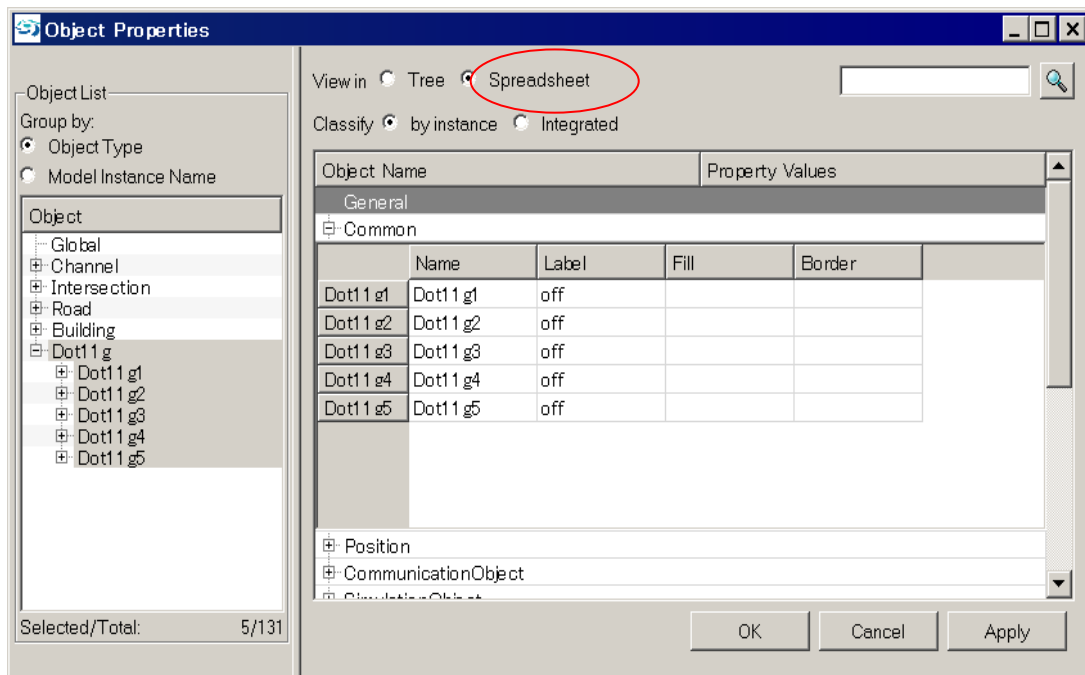 Object Properties
Object List
Group by:
Object Type
Model Instance Name
Object
Global
Channel
Intersection
Road
Building
Dot11g
Dot11g1
Dot11g2
Dot11g3
Dot11g4
Dot11g5
Selected/Total: 5/131
View in Tree Spreadsheet
Classify by instance Integrated
Object Name Property Values
General
Common
Name Label Fill Border
Dot11g1 Dot11g1 off
Dot11g2 Dot11g2 off
Dot11g3 Dot11g3 off
Dot11g4 Dot11g4 off
Dot11g5 Dot11g5 off
Position
CommunicationObject
SimulationObject
OK Cancel Apply